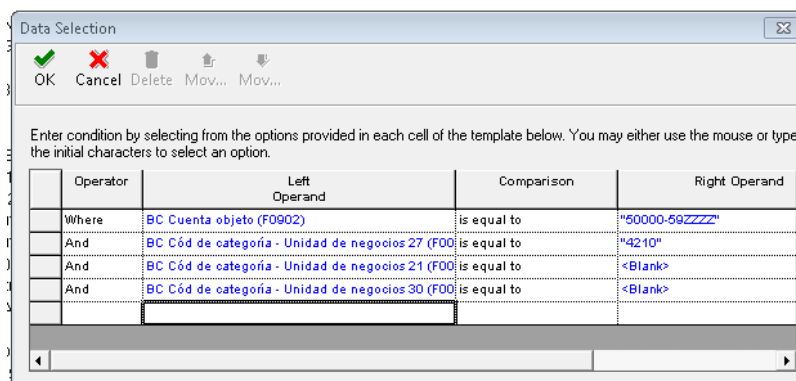 Data Selection
OK Cancel Delete Mov... Mov...
Enter condition by selecting from the options provided in each cell of the template below. You may either use the mouse or type
the initial characters to select an option.
Operator Left Operand Comparison Right Operand
Where BC Cuenta objeto (F0902) is equal to "50000-59ZZZZ"
And BC Cód de categoría - Unidad de negocios 27 (F00 is equal to "4210"
And BC Cód de categoría - Unidad de negocios 21 (F00 is equal to <Blank>
And BC Cód de categoría - Unidad de negocios 30 (F00 is equal to <Blank>